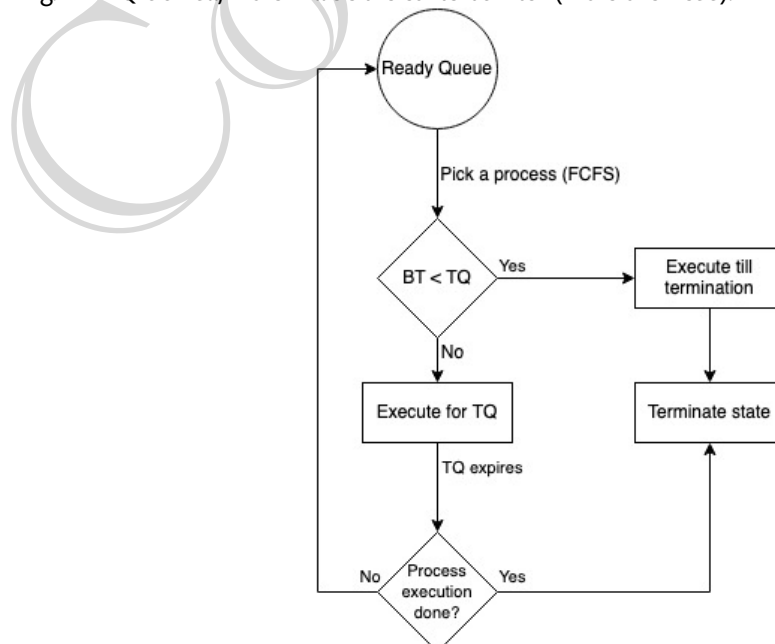 Ready Queue
Pick a process (FCFS)
BT < TQ
Yes
Execute till
termination
No
Execute for TQ
Terminate state
TQ expires
No
Process
execution
done?
Yes